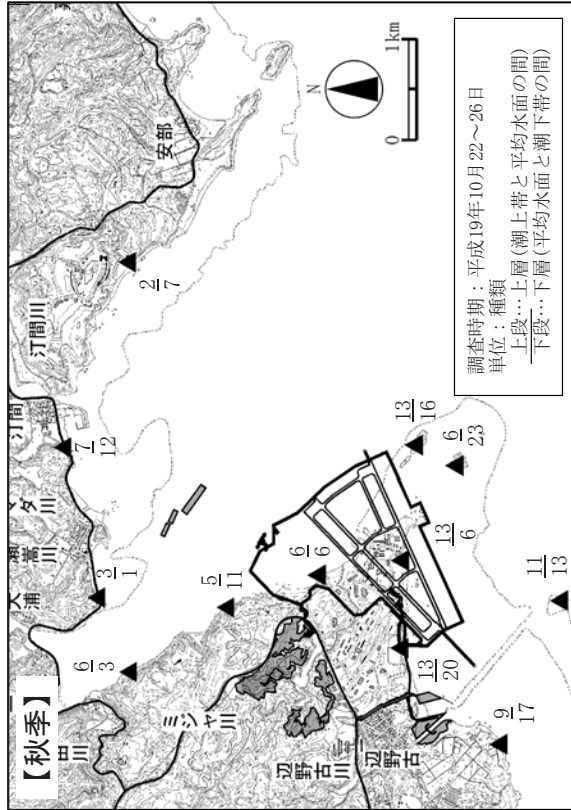 【秋季】
安部
汀間川
汀間
大浦
ミジャ川
辺野古川
辺野古
N
0
1km
2
7
7
12
3
1
6
3
5
11
6
6
13
16
6
23
13
6
13
20
11
13
9
17
調査時期：平成19年10月22～26日
単位：種類
上段…上層(潮上帯と平均水面の間)
下段…下層(平均水面と潮下帯の間)